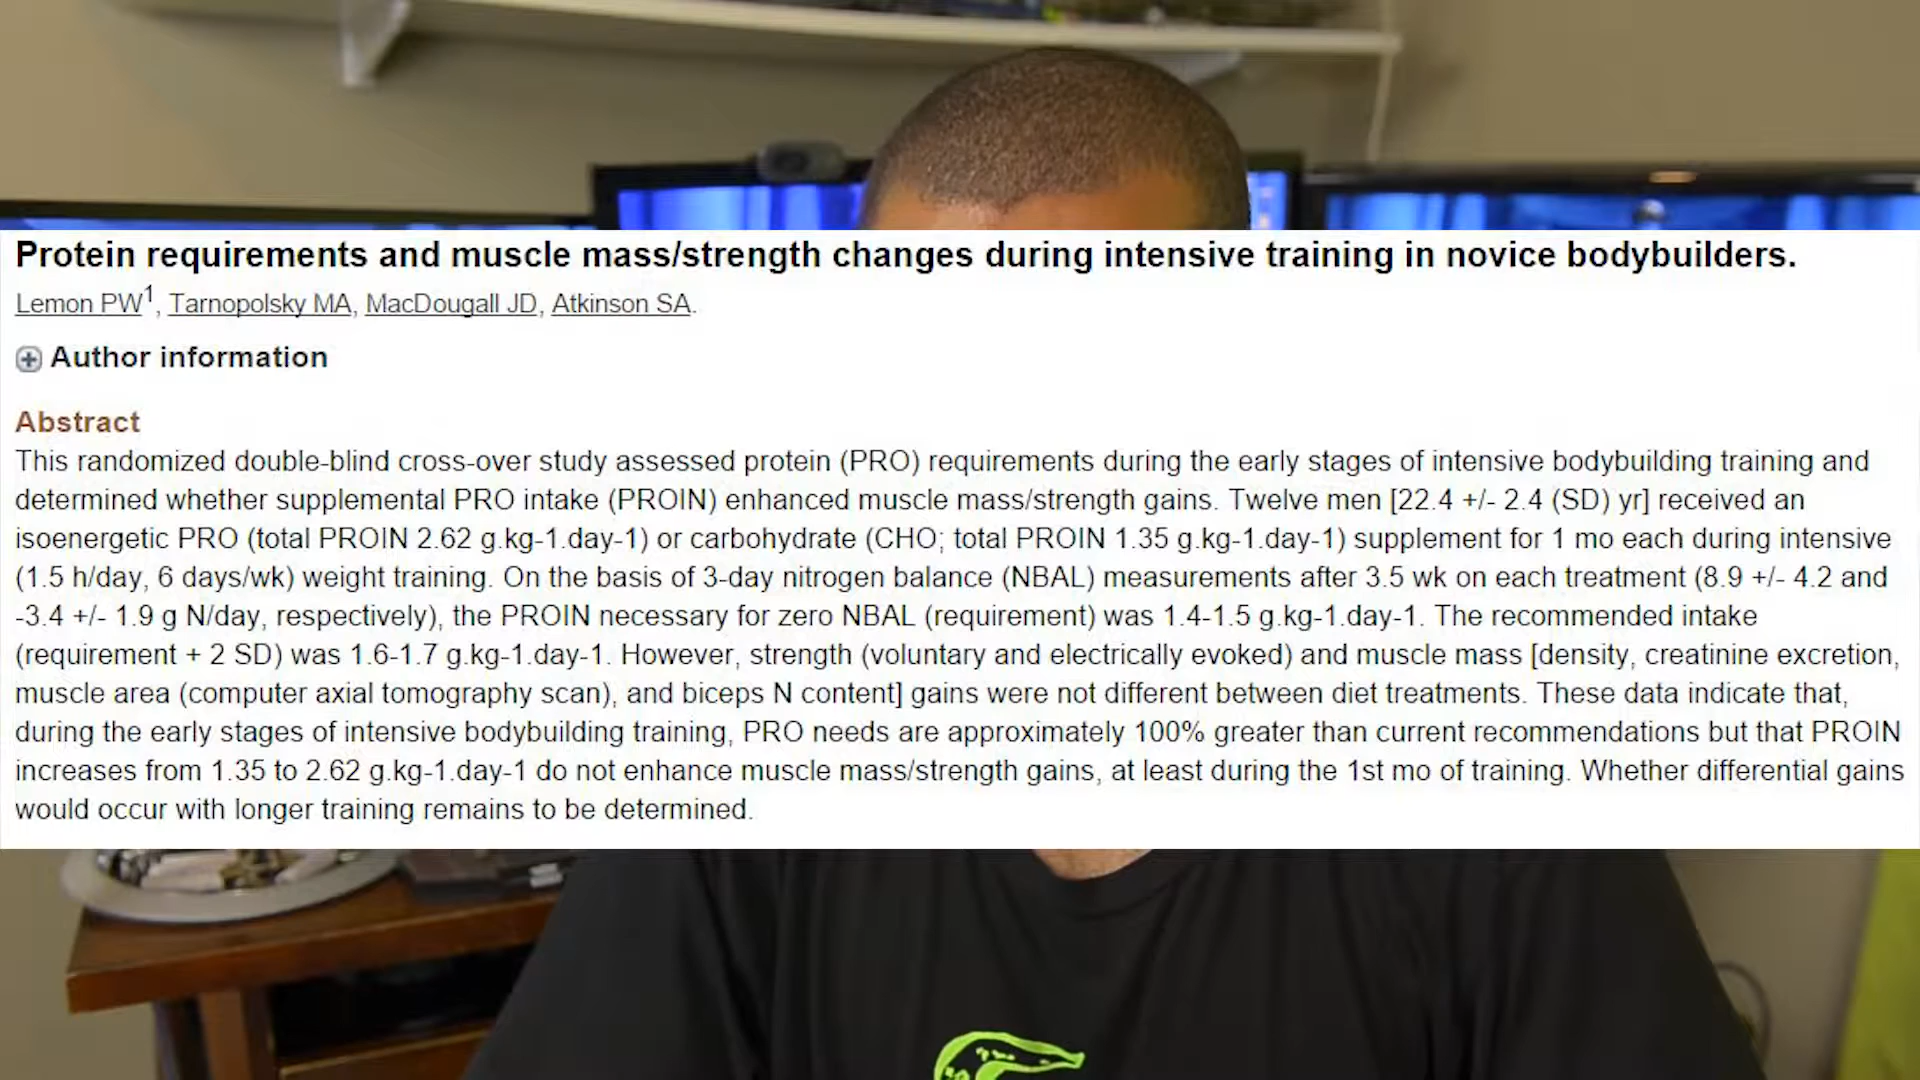 Protein requirements and muscle mass/strength changes during intensive training in novice bodybuilders.
Lemon PW1, Tarnopolsky MA, MacDougall JD, Atkinson SA.
Author information
Abstract
This randomized double-blind cross-over study assessed protein (PRO) requirements during the early stages of intensive bodybuilding training and
determined whether supplemental PRO intake (PROIN) enhanced muscle mass/strength gains. Twelve men [22.4 +/- 2.4 (SD) yr] received an
isoenergetic PRO (total PROIN 2.62 g.kg-1.day-1) or carbohydrate (CHO; total PROIN 1.35 g.kg-1.day-1) supplement for 1 mo each during intensive
(1.5 h/day, 6 days/wk) weight training. On the basis of 3-day nitrogen balance (NBAL) measurements after 3.5 wk on each treatment (8.9 +/- 4.2 and
-3.4 +/- 1.9 g N/day, respectively), the PROIN necessary for zero NBAL (requirement) was 1.4-1.5 g.kg-1.day-1. The recommended intake
(requirement + 2 SD) was 1.6-1.7 g.kg-1.day-1. However, strength (voluntary and electrically evoked) and muscle mass [density, creatinine excretion,
muscle area (computer axial tomography scan), and biceps N content] gains were not different between diet treatments. These data indicate that,
during the early stages of intensive bodybuilding training, PRO needs are approximately 100% greater than current recommendations but that PROIN
increases from 1.35 to 2.62 g.kg-1.day-1 do not enhance muscle mass/strength gains, at least during the 1st mo of training. Whether differential gains
would occur with longer training remains to be determined.